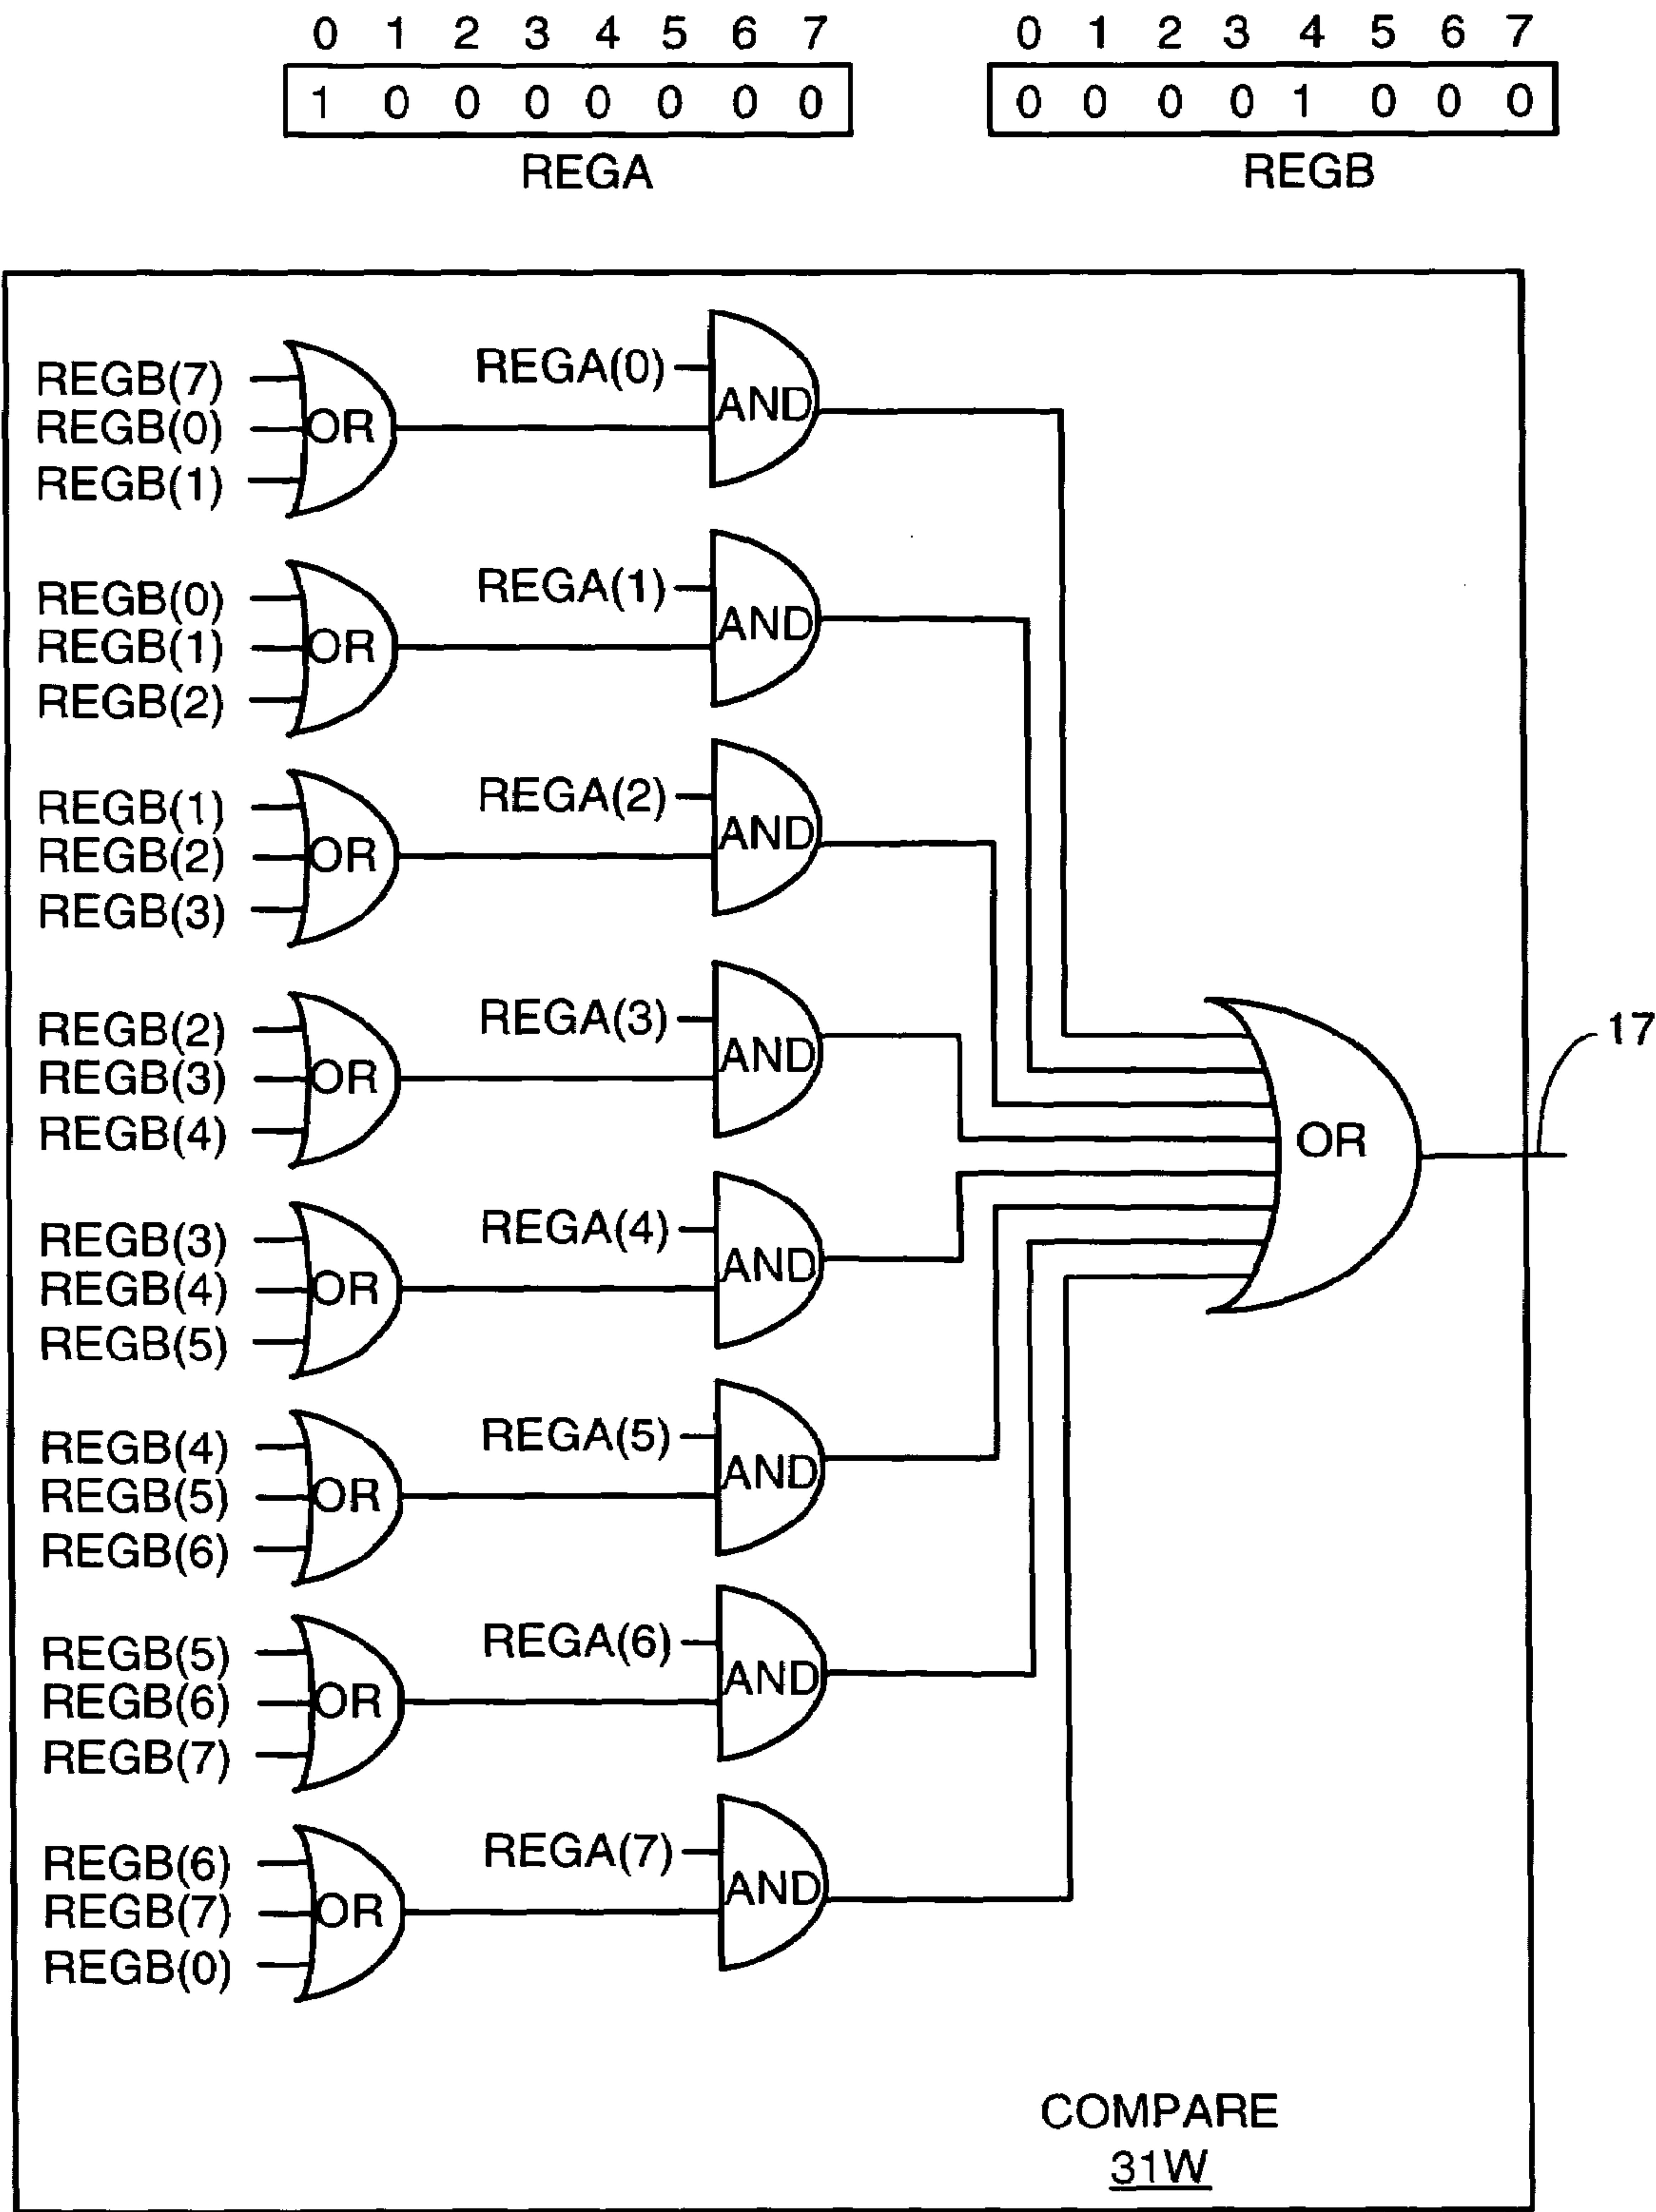 0 1 2 3 4 5 6 7
1 0 0 0 0 0 0 0
REGA
0 1 2 3 4 5 6 7
0 0 0 0 1 0 0 0
REGB
REGB(7)
REGB(0)
REGB(1)
OR
REGA(0)
AND
REGB(0)
REGB(1)
REGB(2)
OR
REGA(1)
AND
REGB(1)
REGB(2)
REGB(3)
OR
REGA(2)
AND
REGB(2)
REGB(3)
REGB(4)
OR
REGA(3)
AND
REGB(3)
REGB(4)
REGB(5)
OR
REGA(4)
AND
REGB(4)
REGB(5)
REGB(6)
OR
REGA(5)
AND
REGB(5)
REGB(6)
REGB(7)
OR
REGA(6)
AND
REGB(6)
REGB(7)
REGB(0)
OR
REGA(7)
AND
OR
17
COMPARE
31W